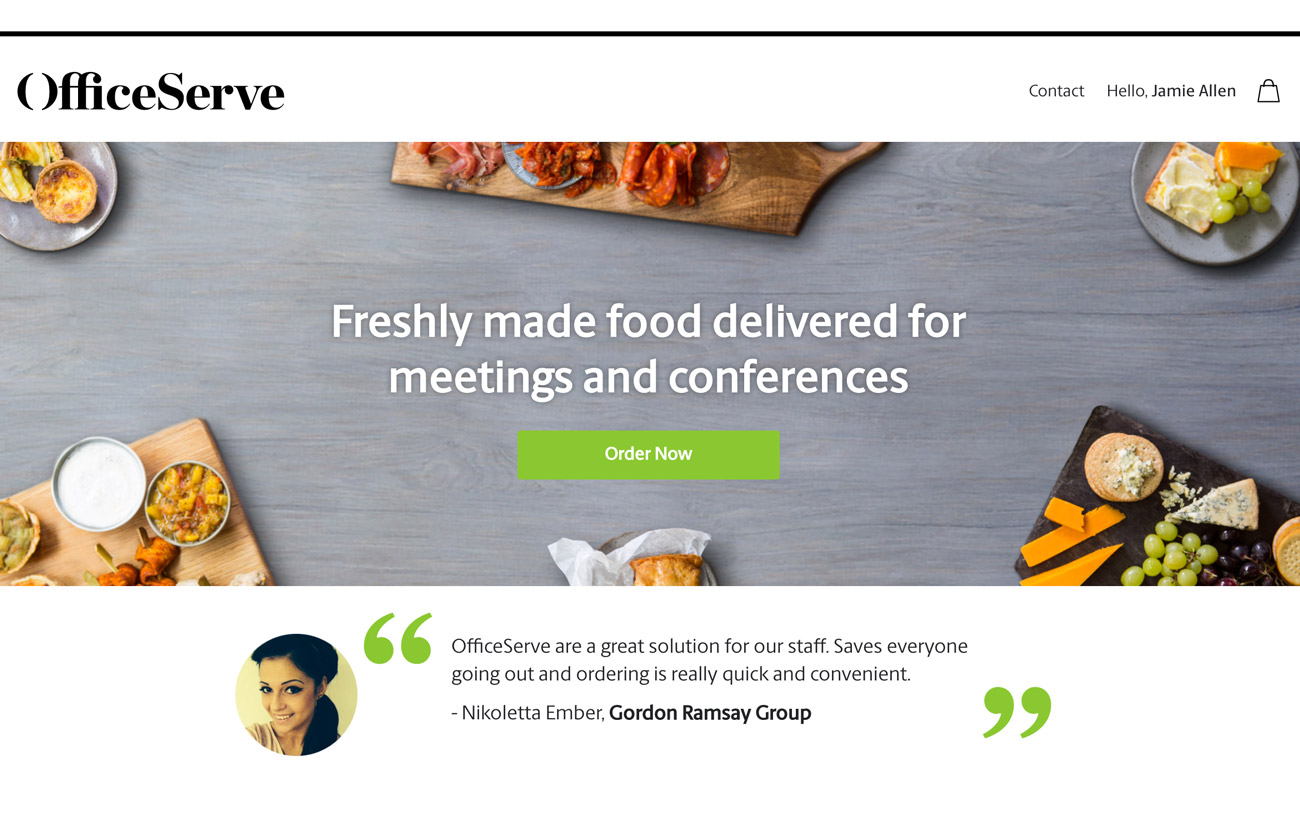 OfficeServe
Contact Hello, Jamie Allen
Freshly made food delivered for
meetings and conferences
Order Now
“ OfficeServe are a great solution for our staff. Saves everyone
going out and ordering is really quick and convenient. ”
- Nikoletta Ember, Gordon Ramsay Group